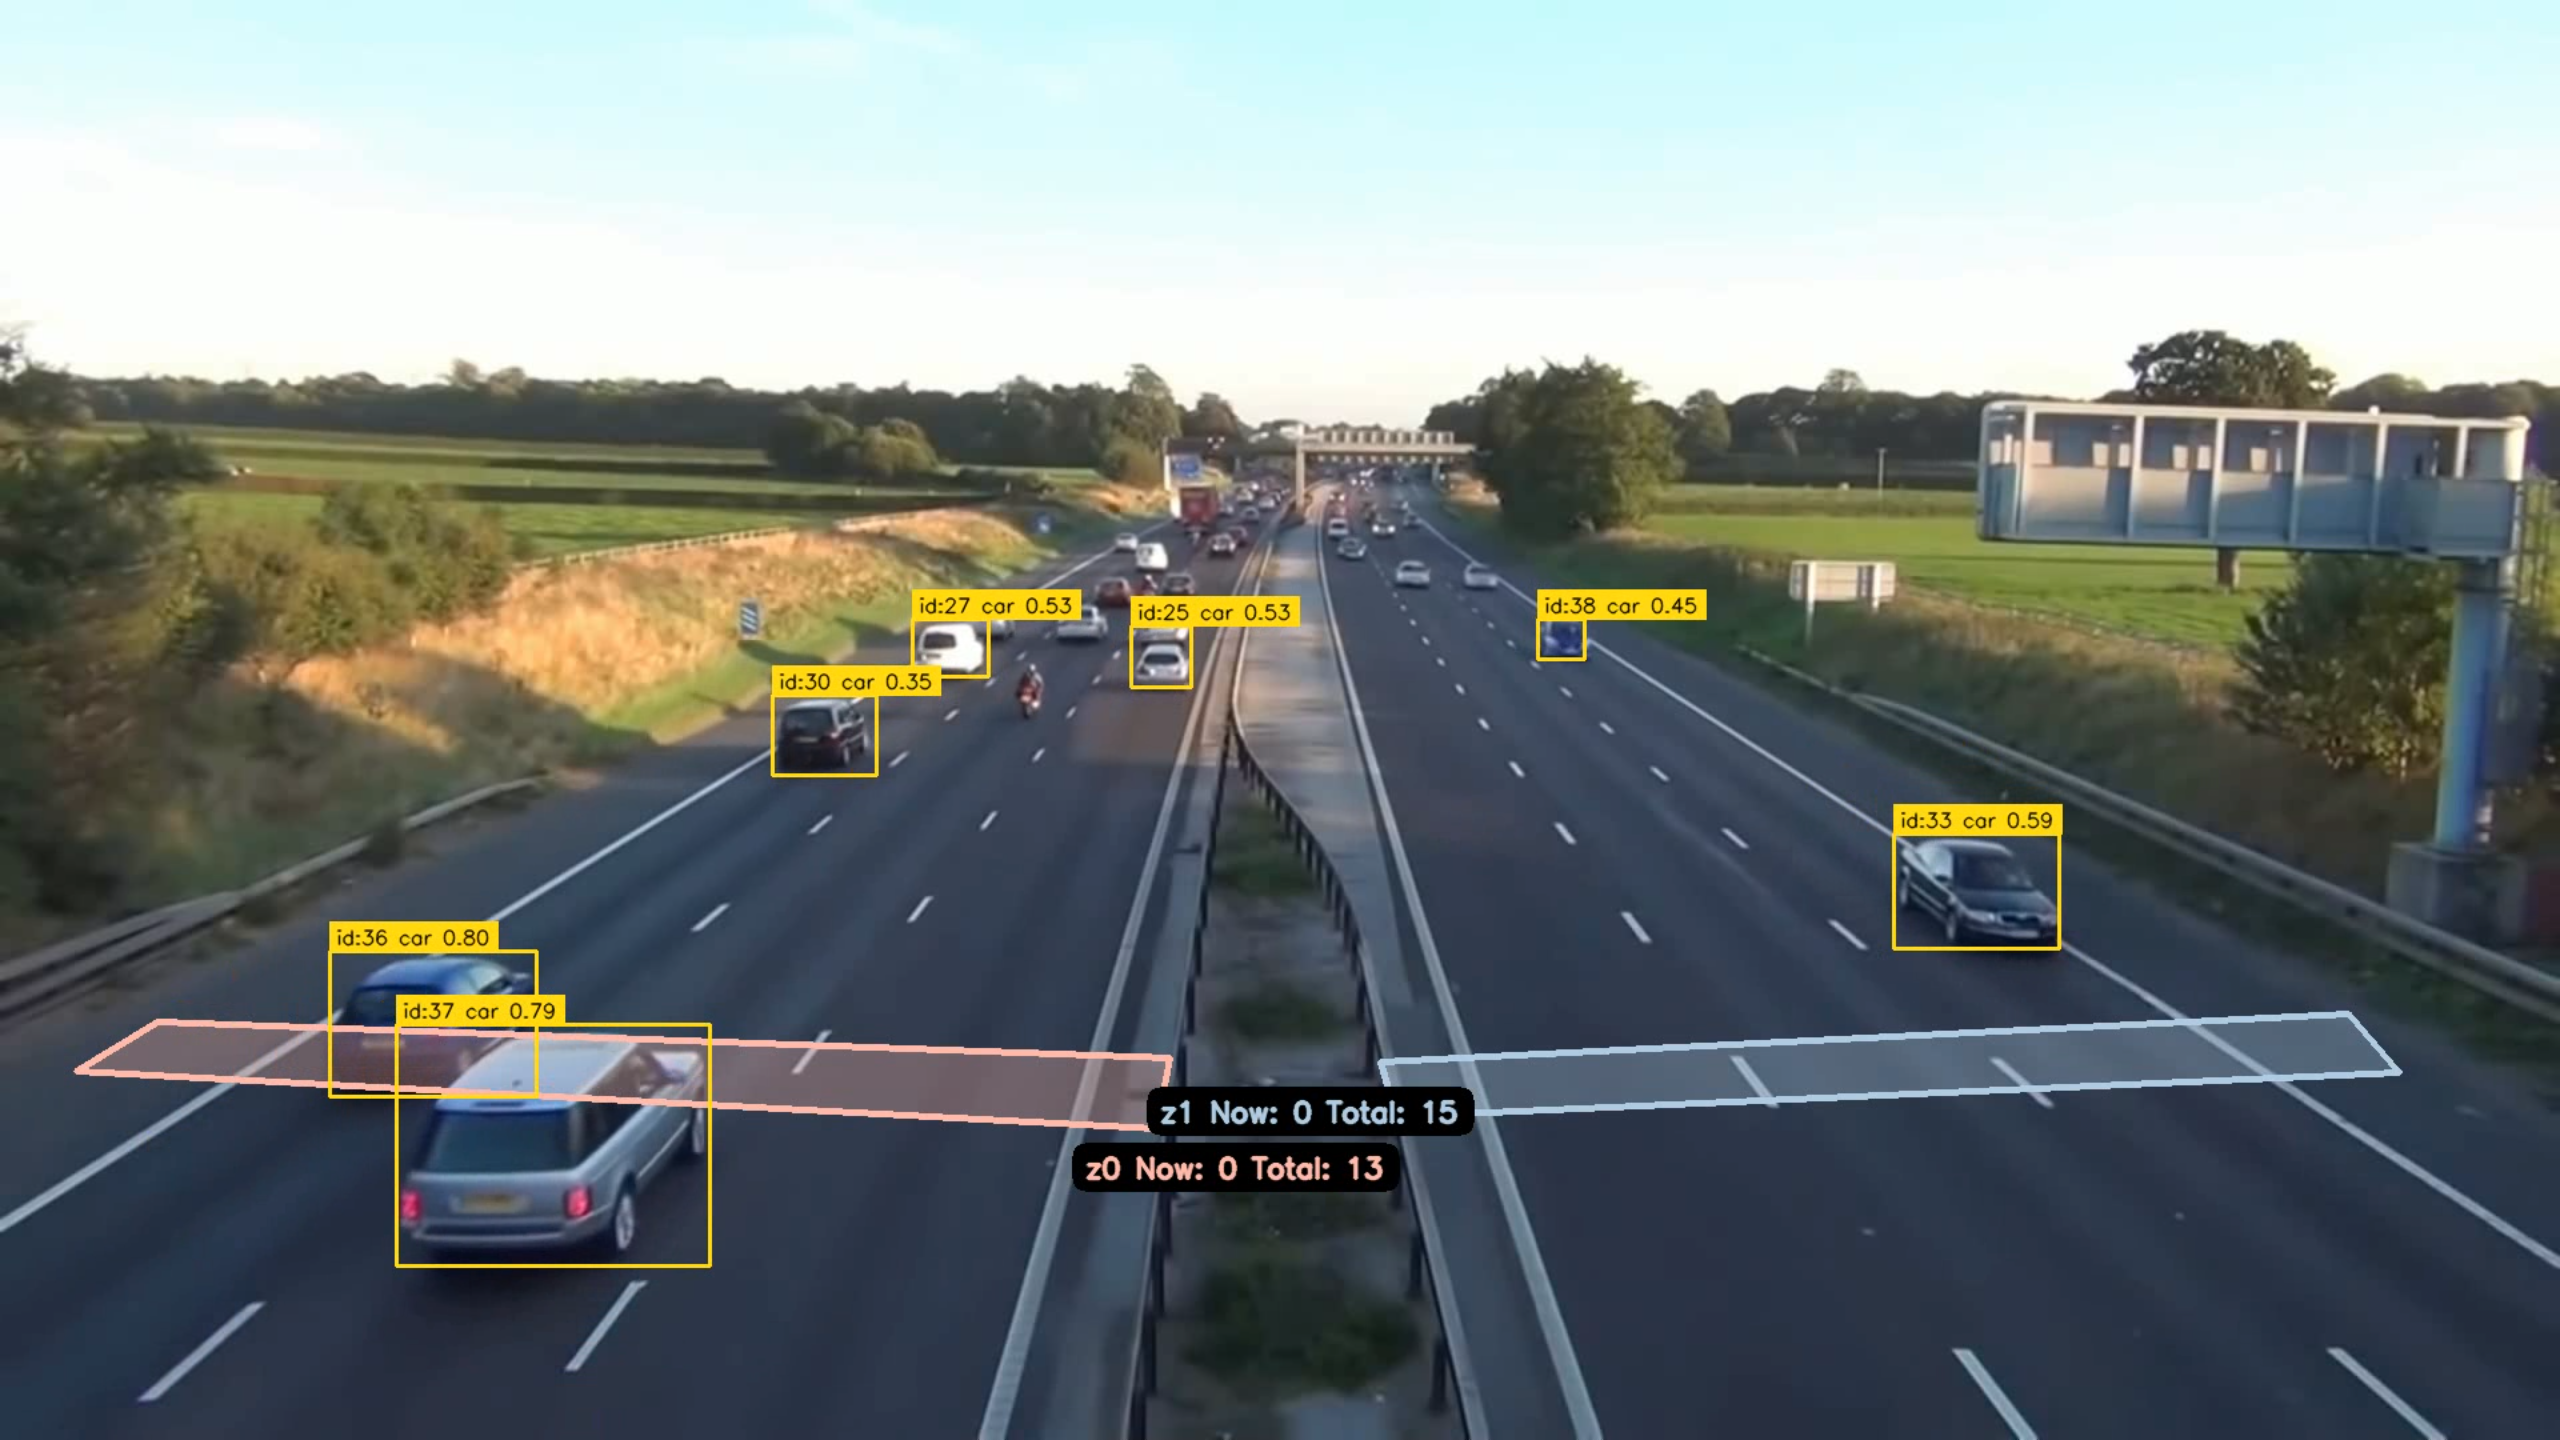 id:27 car 0.53
id:25 car 0.53
id:38 car 0.45
id:30 car 0.35
id:33 car 0.59
id:36 car 0.80
id:37 car 0.79
z1 Now: 0 Total: 15
z0 Now: 0 Total: 13